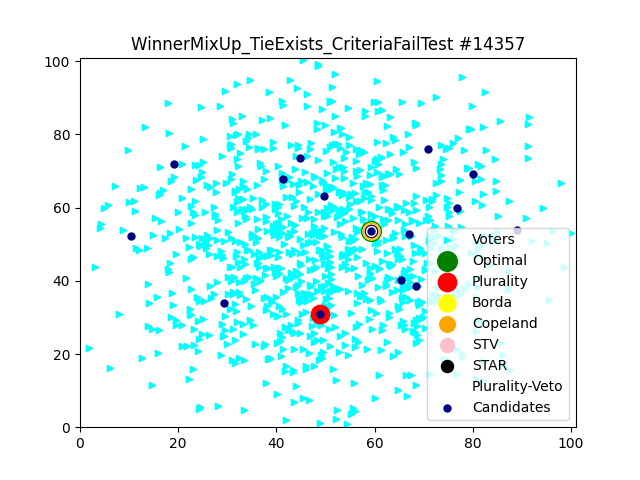 WinnerMixUp_TieExists_CriteriaFailTest #14357
100
80
60
40
20
0
0 20 40 60 80 100
Voters
Optimal
Plurality
Borda
Copeland
STV
STAR
Plurality-Veto
Candidates